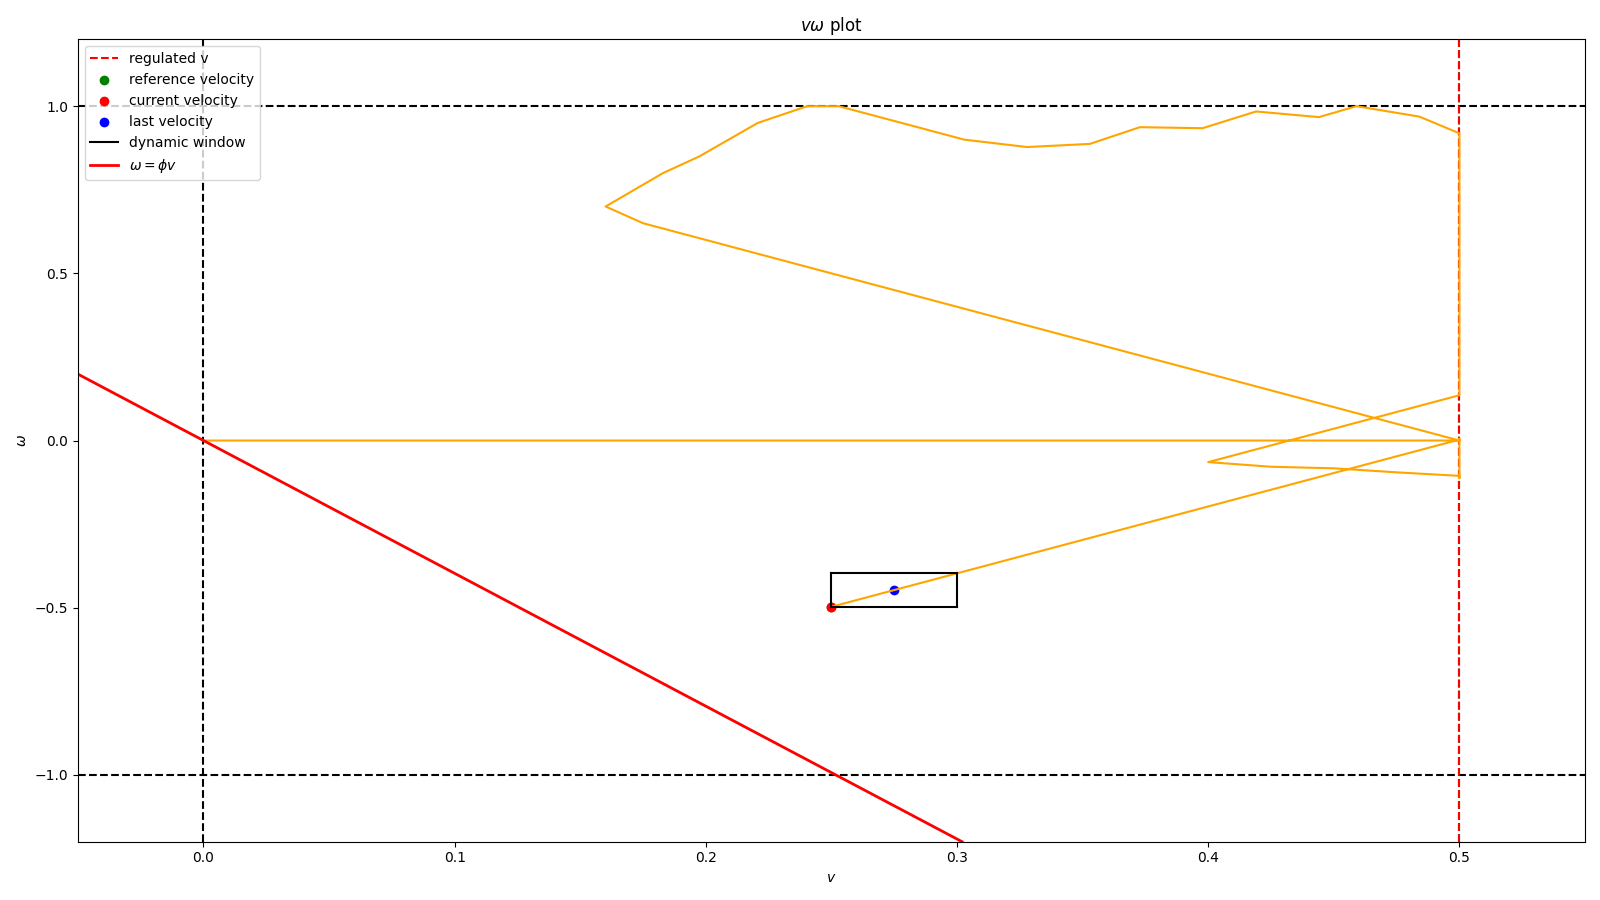 vω plot
regulated v
reference velocity
current velocity
last velocity
dynamic window
ω = ϕv
1.0
0.5
0.0
−0.5
−1.0
ω
0.0 0.1 0.2 0.3 0.4 0.5
v